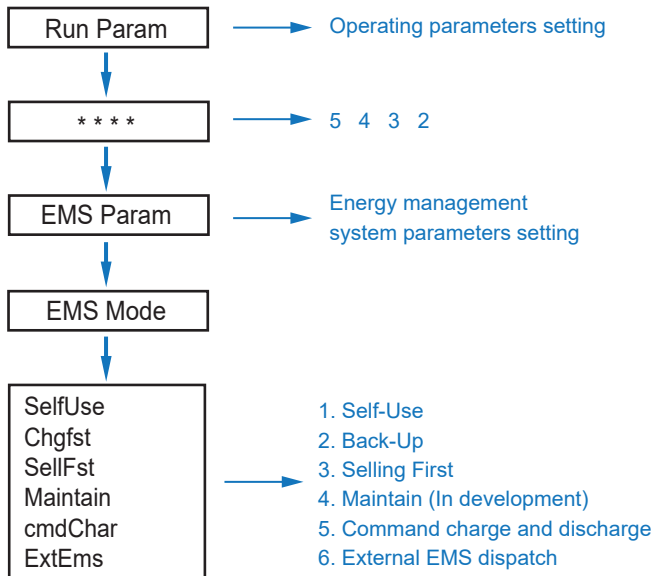 Run Param
Operating parameters setting
* * * *
5 4 3 2
EMS Param
Energy management
system parameters setting
EMS Mode
SelfUse
Chgfst
SellFst
Maintain
cmdChar
ExtEms
1. Self-Use
2. Back-Up
3. Selling First
4. Maintain (In development)
5. Command charge and discharge
6. External EMS dispatch